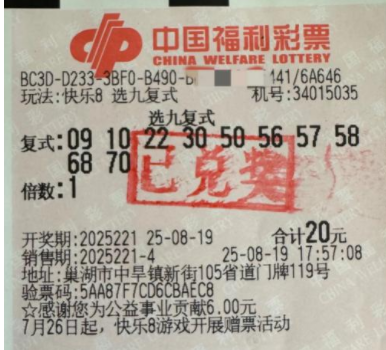 中国福利彩票
CHINA WELFARE LOTTERY
BC3D-D233-3BF0-B490-B 141/6A646
玩法:快乐8 选九复式 机号:34015035
选九复式
复式:09 10 22 30 50 56 57 58
68 70
已兑奖
倍数:1
开奖期:2025221 25-08-19 合计20元
销售期:2025221-4 25-08-19 17:57:08
地址:巢湖市中旱镇新街105省道门牌119号
验票码:5AA87F7CD6CBAEC8
☆感谢您为公益事业贡献6.00元
7月26日起，快乐8游戏开展赠票活动